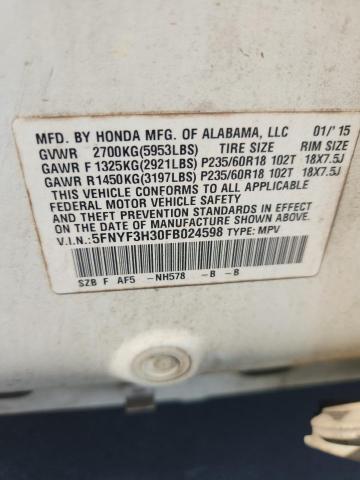 MFD. BY HONDA MFG. OF ALABAMA, LLC 01/'15
GVWR 2700KG(5953LBS) TIRE SIZE RIM SIZE
GAWR F 1325KG(2921LBS) P235/60R18 102T 18X7.5J
GAWR R1450KG(3197LBS) P235/60R18 102T 18X7.5J
THIS VEHICLE CONFORMS TO ALL APPLICABLE
FEDERAL MOTOR VEHICLE SAFETY, BUMPER, AND
THEFT PREVENTION STANDARDS IN EFFECT ON THE
DATE OF MANUFACTURE SHOWN ABOVE.
V.I.N.:5FNYF3H30FB024598 TYPE: MPV
SZB F AF5 -NH578 -B -B